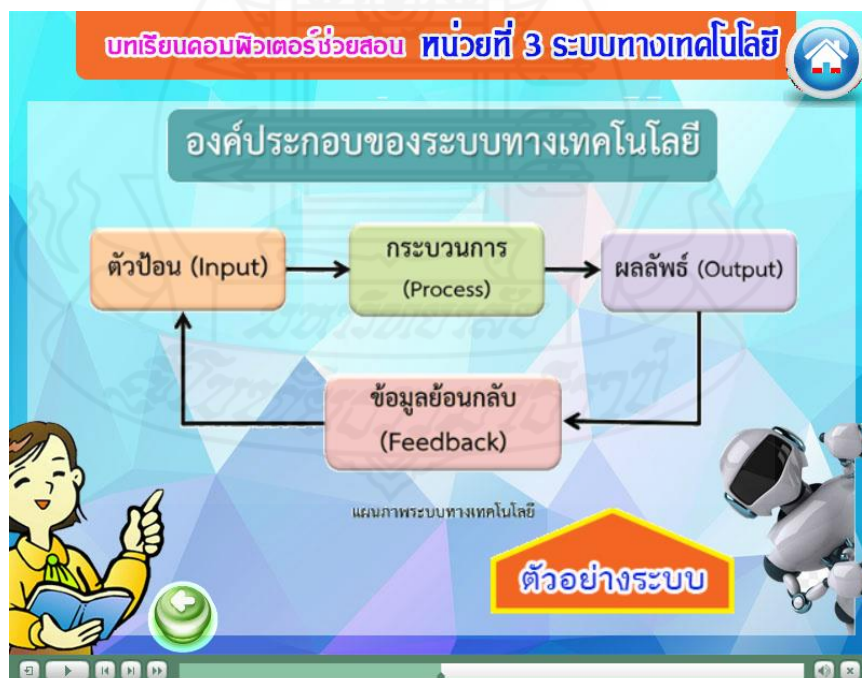 บทเรียนคอมพิวเตอร์ช่วยสอน หน่วยที่ 3 ระบบทางเทคโนโลยี
องค์ประกอบของระบบทางเทคโนโลยี
ตัวป้อน (Input)
กระบวนการ
(Process)
ผลลัพธ์ (Output)
ข้อมูลย้อนกลับ
(Feedback)
แผนภาพระบบทางเทคโนโลยี
ตัวอย่างระบบ